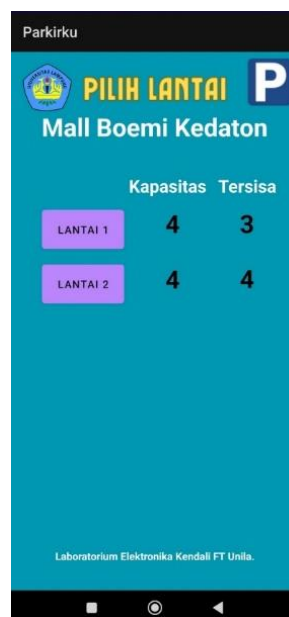 Parkirku
PILIH LANTAI P
Mall Boemi Kedaton
Kapasitas Tersisa
LANTAI 1 4 3
LANTAI 2 4 4
Laboratorium Elektronika Kendali FT Unila.